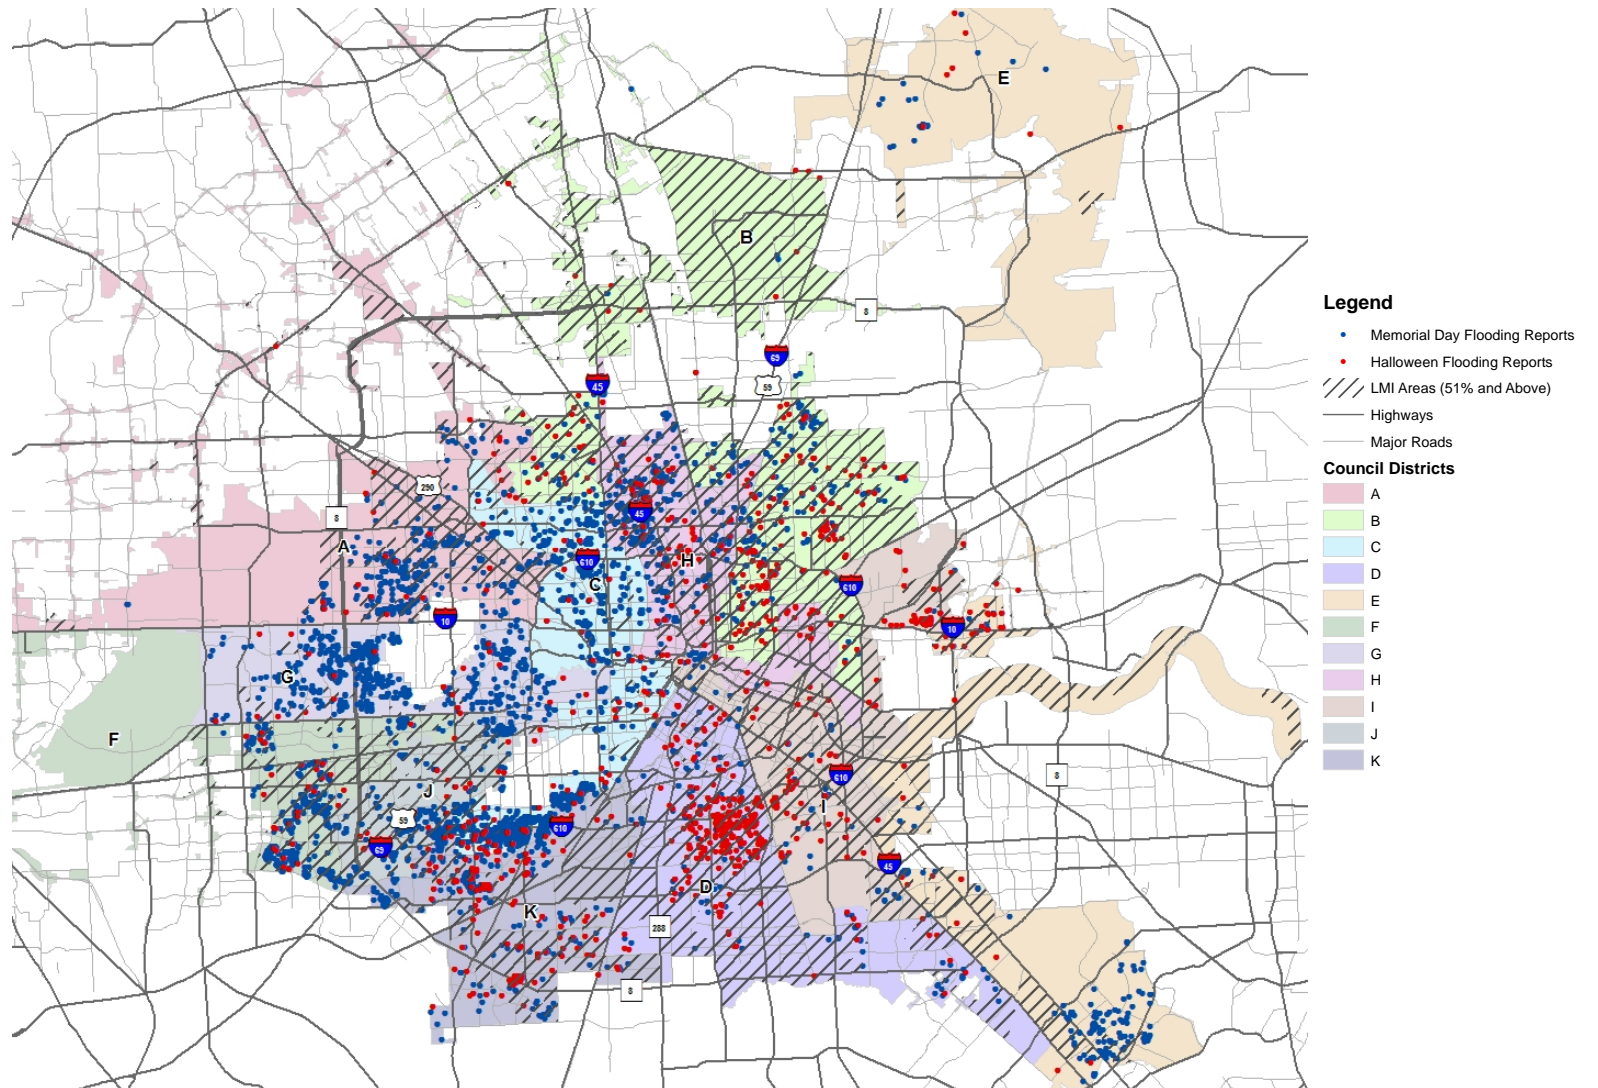 E
B
8
69
59
45
290
8
45
A
H
610
C
610
10
10
G
F
J
610
8
I
59
610
69
45
D
K
288
8
Legend
Memorial Day Flooding Reports
Halloween Flooding Reports
LMI Areas (51% and Above)
Highways
Major Roads
Council Districts
A
B
C
D
E
F
G
H
I
J
K